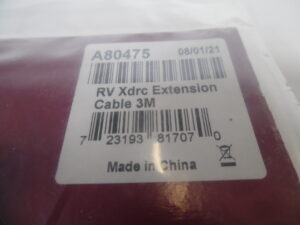 A80475 08/01/21
RV Xdrc Extension
Cable 3M
7 23193 81707 0
Made in China